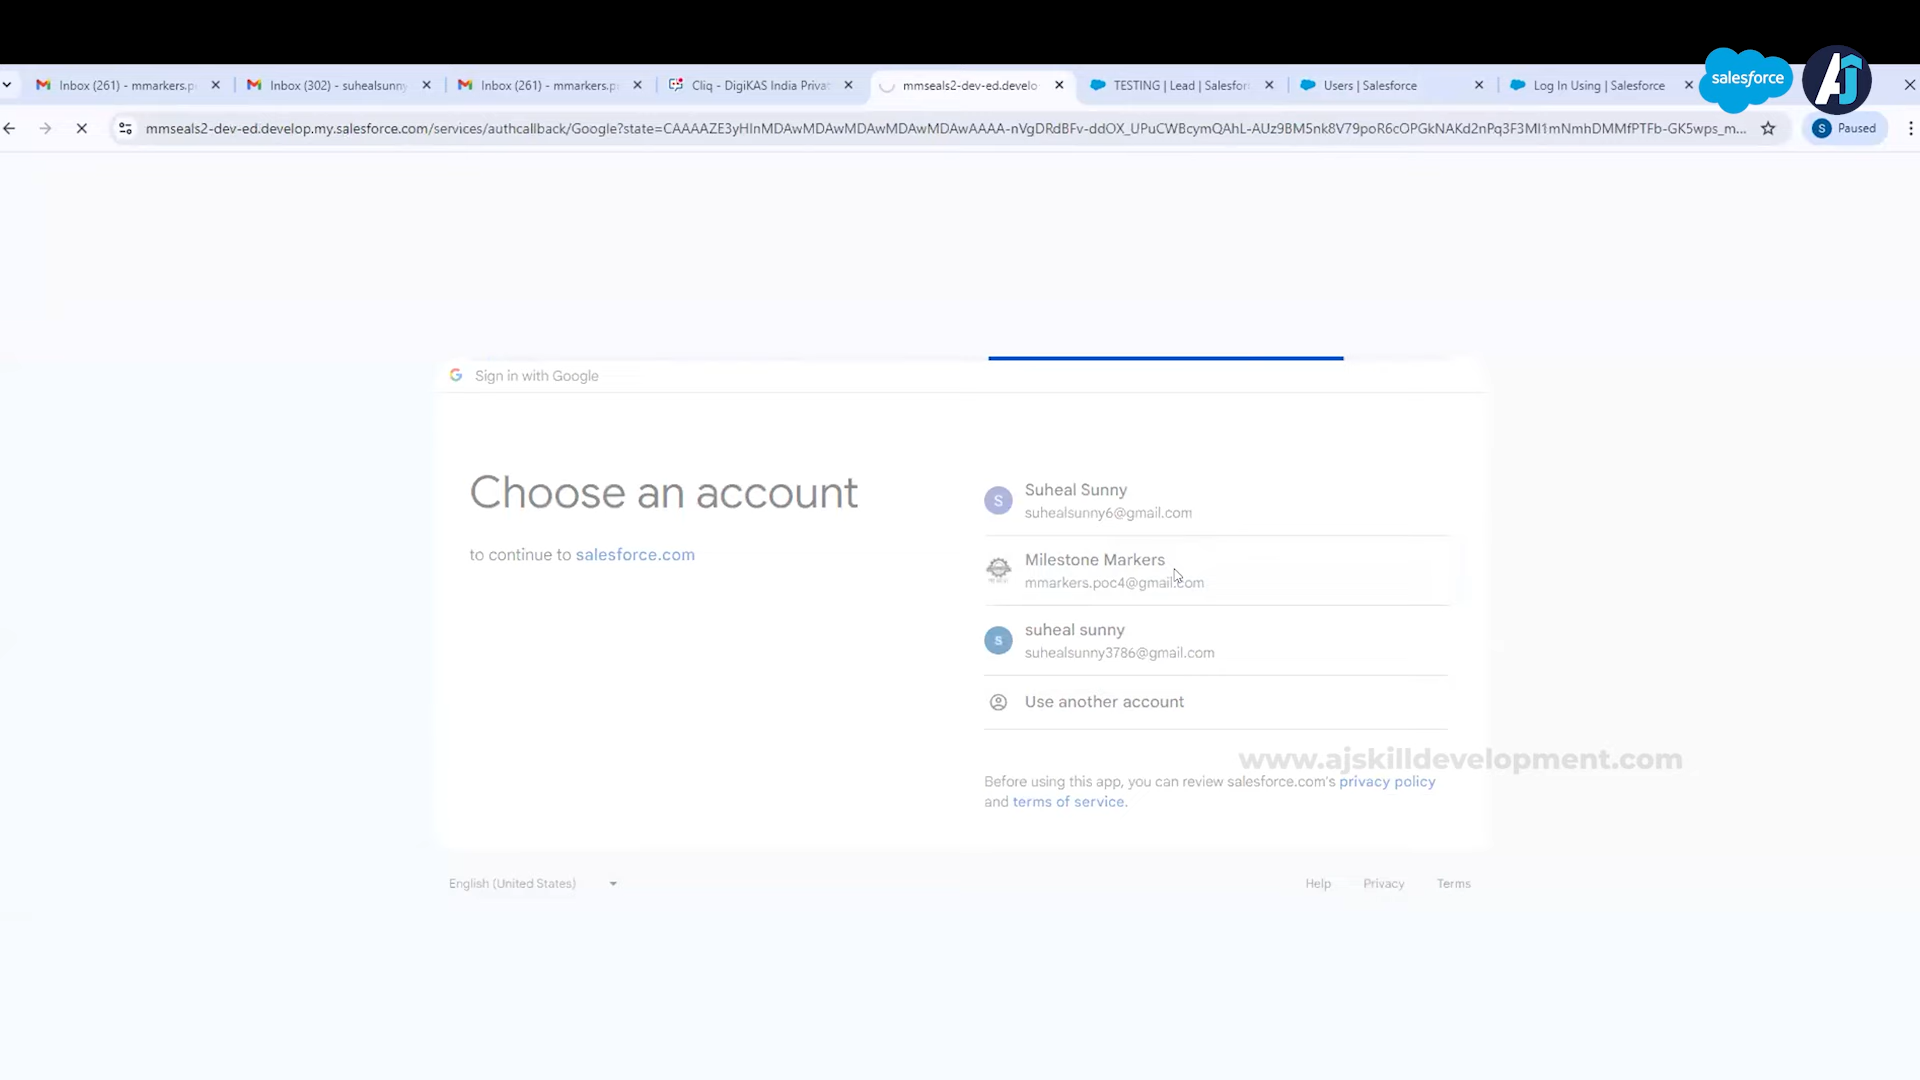 Inbox (261) - mmarkers.p
Inbox (302) - suhealsunny
Inbox (261) - mmarkers.p
Cliq - DigiKAS India Privat
mmseals2-dev-ed.develo
TESTING | Lead | Salesfor
Users | Salesforce
Log In Using | Salesforce
salesforce
AJ
mmseals2-dev-ed.develop.my.salesforce.com/services/authcallback/Google?state=CAAAAZE3yHInMDAwMDAwMDAwMDAwAAAA-nVgDRdBFv-ddOX_UPuCWBcymQAhL-AUz9BM5nk8V79poR6cOPGkNAKd2nPq3F3MI1mNmhDMMfPTFb-GK5wps_m...
S Paused
Sign in with Google
Choose an account
to continue to salesforce.com
S
Suheal Sunny
suhealsunny6@gmail.com
Milestone Markers
mmarkers.poc4@gmail.com
s
suheal sunny
suhealsunny3786@gmail.com
Use another account
www.ajskilldevelopment.com
Before using this app, you can review salesforce.com's privacy policy
and terms of service.
English (United States)
Help
Privacy
Terms